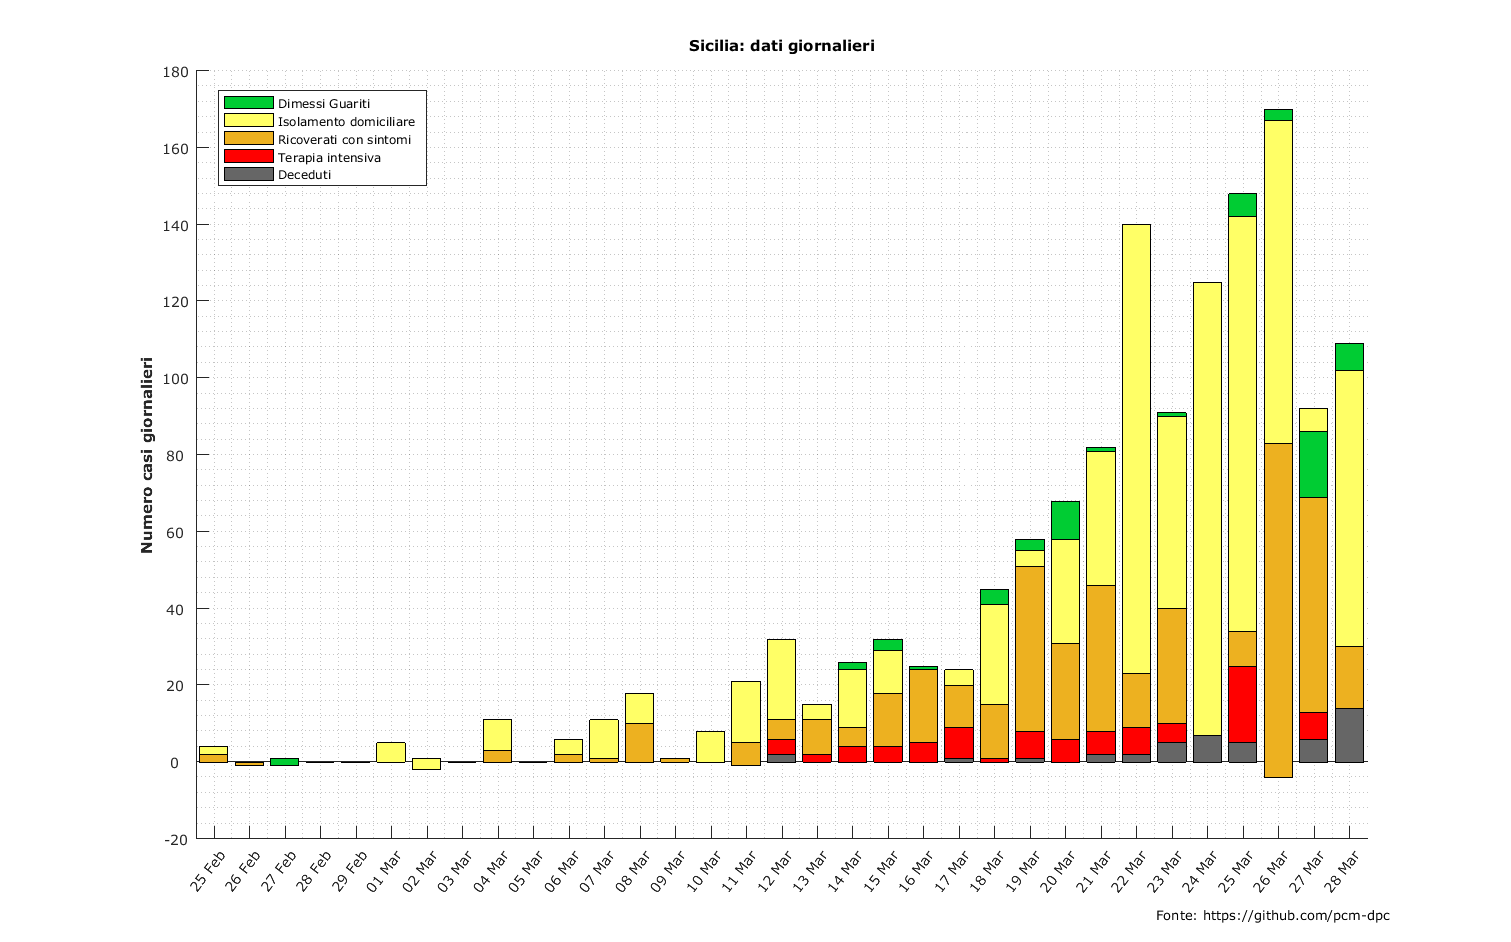 Sicilia: dati giornalieri
Numero casi giornalieri
180
160
140
120
100
80
60
40
20
0
-20
Dimessi Guariti
Isolamento domiciliare
Ricoverati con sintomi
Terapia intensiva
Deceduti
25 Feb
26 Feb
27 Feb
28 Feb
29 Feb
01 Mar
02 Mar
03 Mar
04 Mar
05 Mar
06 Mar
07 Mar
08 Mar
09 Mar
10 Mar
11 Mar
12 Mar
13 Mar
14 Mar
15 Mar
16 Mar
17 Mar
18 Mar
19 Mar
20 Mar
21 Mar
22 Mar
23 Mar
24 Mar
25 Mar
26 Mar
27 Mar
28 Mar
Fonte: https://github.com/pcm-dpc